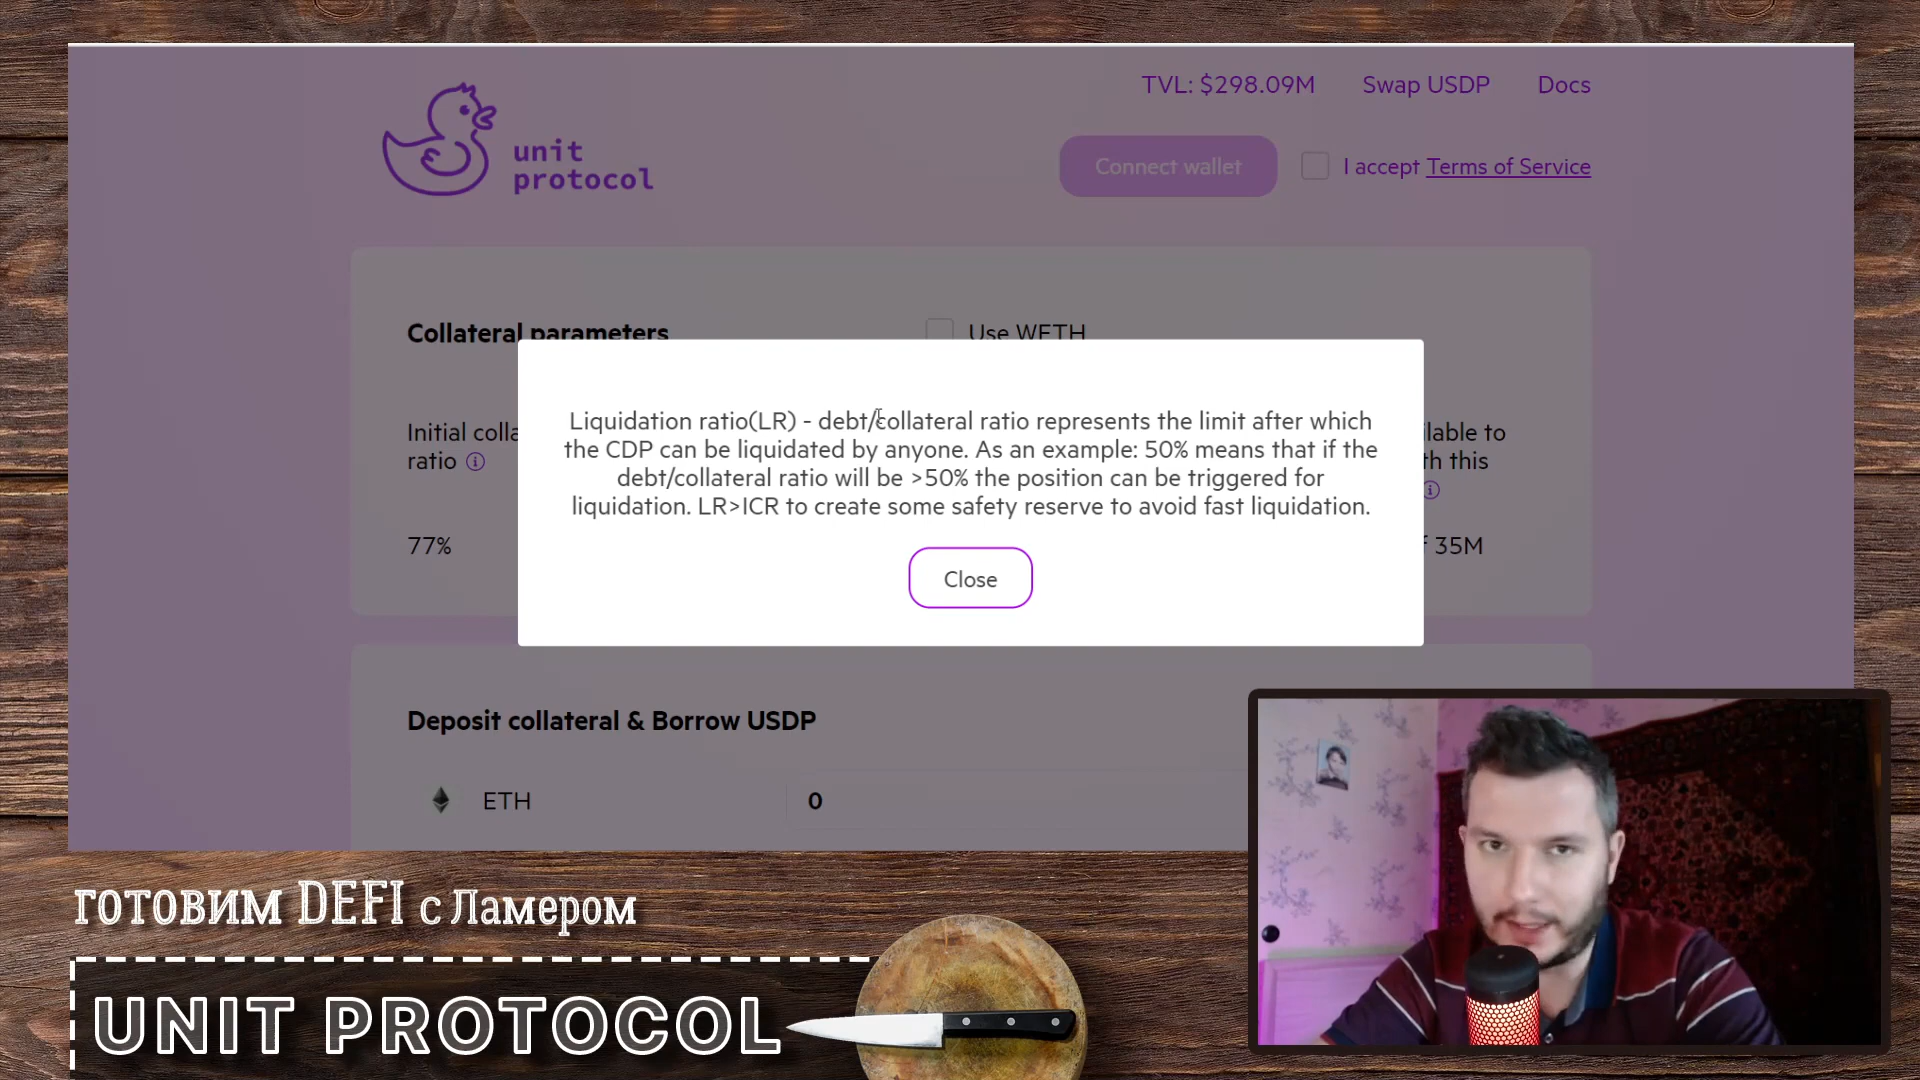 TVL: $298.09M Swap USDP Docs
unit
protocol
Connect wallet I accept Terms of Service
Collateral parameters Use WETH
Liquidation ratio(LR) - debt/collateral ratio represents the limit after which
the CDP can be liquidated by anyone. As an example: 50% means that if the
debt/collateral ratio will be >50% the position can be triggered for
liquidation. LR>ICR to create some safety reserve to avoid fast liquidation.
Close
Initial colla
ratio
77%
ilable to
th this
f 35M
Deposit collateral & Borrow USDP
ETH 0
готовим DEFI с Ламером
UNIT PROTOCOL